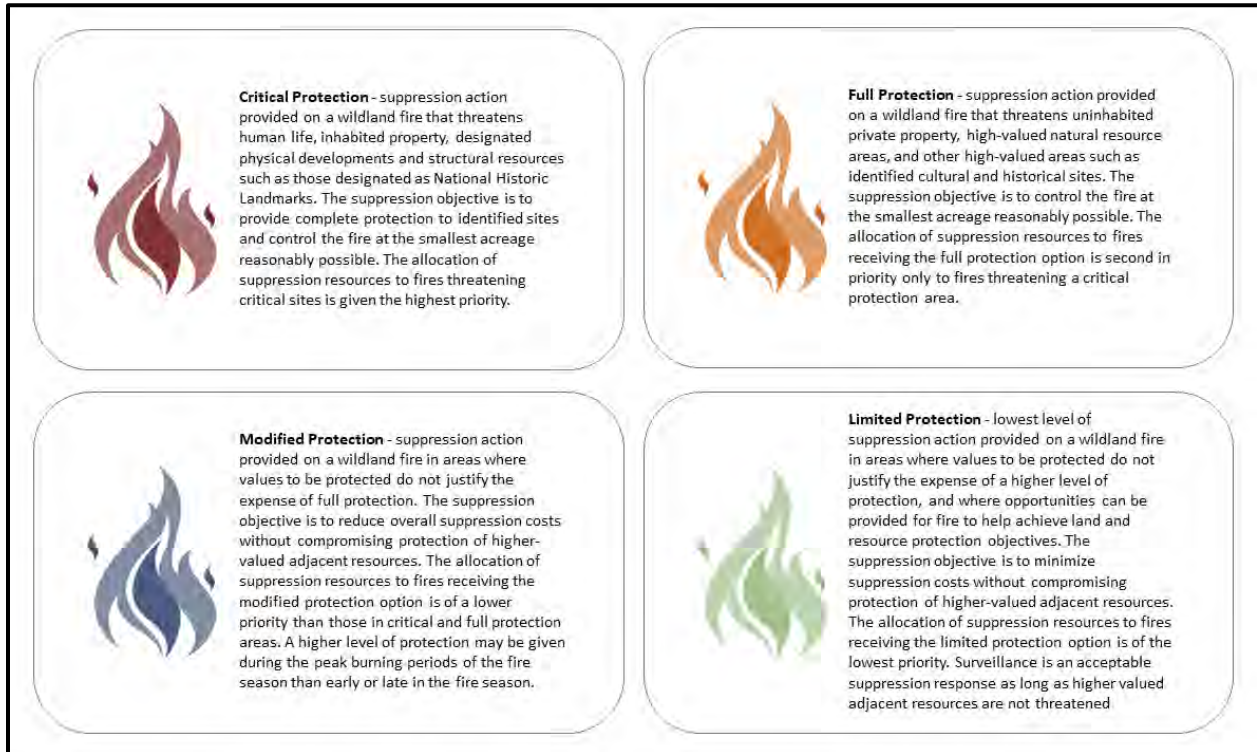 Critical Protection - suppression action
provided on a wildland fire that threatens
human life, inhabited property, designated
physical developments and structural resources
such as those designated as National Historic
Landmarks. The suppression objective is to
provide complete protection to identified sites
and control the fire at the smallest acreage
reasonably possible. The allocation of
suppression resources to fires threatening
critical sites is given the highest priority.
Full Protection - suppression action provided
on a wildland fire that threatens uninhabited
private property, high-valued natural resource
areas, and other high-valued areas such as
identified cultural and historical sites. The
suppression objective is to control the fire at
the smallest acreage reasonably possible. The
allocation of suppression resources to fires
receiving the full protection option is second in
priority only to fires threatening a critical
protection area.
Modified Protection - suppression action
provided on a wildland fire in areas where
values to be protected do not justify the
expense of full protection. The suppression
objective is to reduce overall suppression costs
without compromising protection of higher-
valued adjacent resources. The allocation of
suppression resources to fires receiving the
modified protection option is of a lower
priority than those in critical and full protection
areas. A higher level of protection may be given
during the peak burning periods of the fire
season than early or late in the fire season.
Limited Protection - lowest level of
suppression action provided on a wildland fire
in areas where values to be protected do not
justify the expense of a higher level of
protection, and where opportunities can be
provided for fire to help achieve land and
resource protection objectives. The
suppression objective is to minimize
suppression costs without compromising
protection of higher-valued adjacent resources.
The allocation of suppression resources to fires
receiving the limited protection option is of the
lowest priority. Surveillance is an acceptable
suppression response as long as higher valued
adjacent resources are not threatened